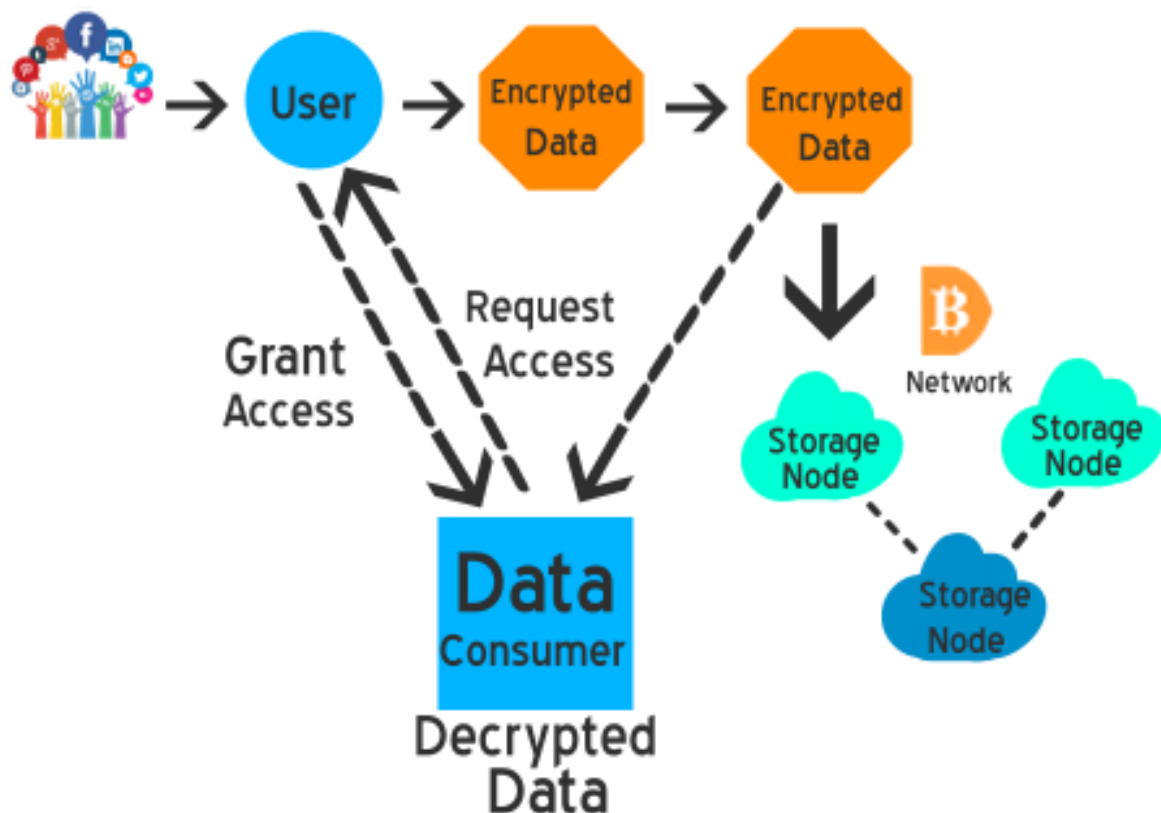 User
Encrypted
Data
Encrypted
Data
Grant
Access
Request
Access
B
Network
Storage
Node
Storage
Node
Storage
Node
Data
Consumer
Decrypted
Data